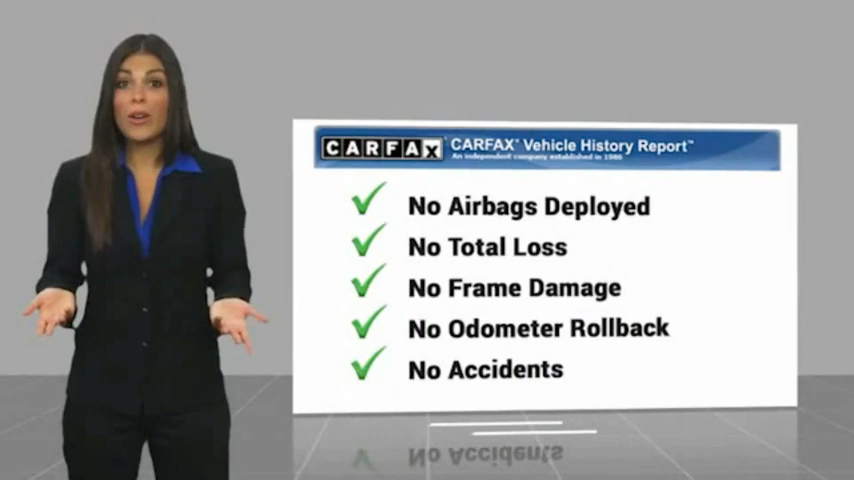 CARFAX CARFAX® Vehicle History Report™
An independent company established in 1986
No Airbags Deployed
No Total Loss
No Frame Damage
No Odometer Rollback
No Accidents
No Accidents